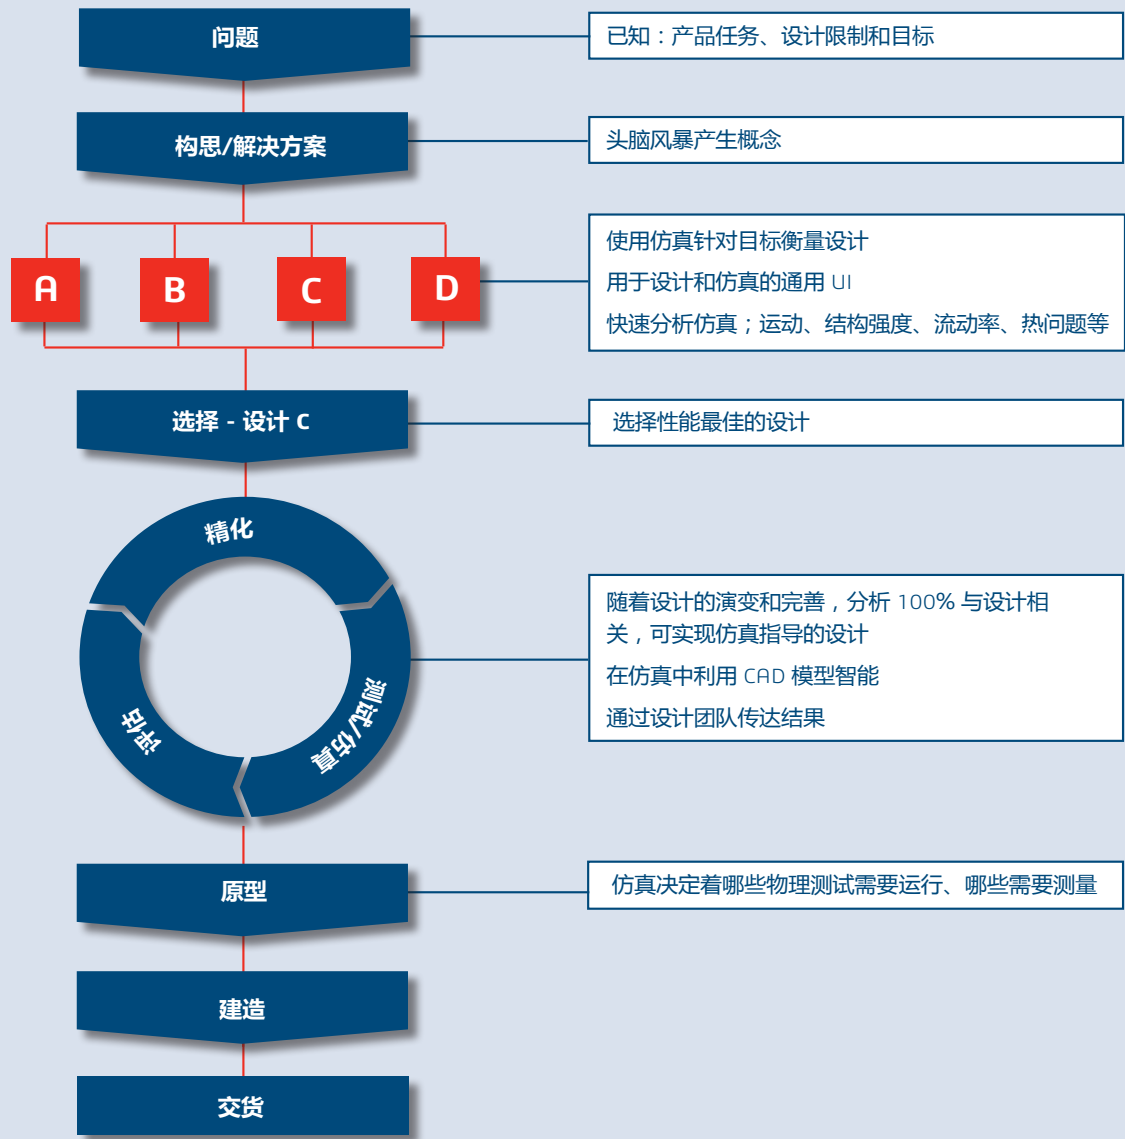 问题
已知：产品任务、设计限制和目标
构思/解决方案
头脑风暴产生概念
A
B
C
D
使用仿真针对目标衡量设计
用于设计和仿真的通用 UI
快速分析仿真；运动、结构强度、流动率、热问题等
选择 - 设计 C
选择性能最佳的设计
精化
测试/仿真
评估
随着设计的演变和完善，分析 100% 与设计相
关，可实现仿真指导的设计
在仿真中利用 CAD 模型智能
通过设计团队传达结果
原型
仿真决定着哪些物理测试需要运行、哪些需要测量
建造
交货